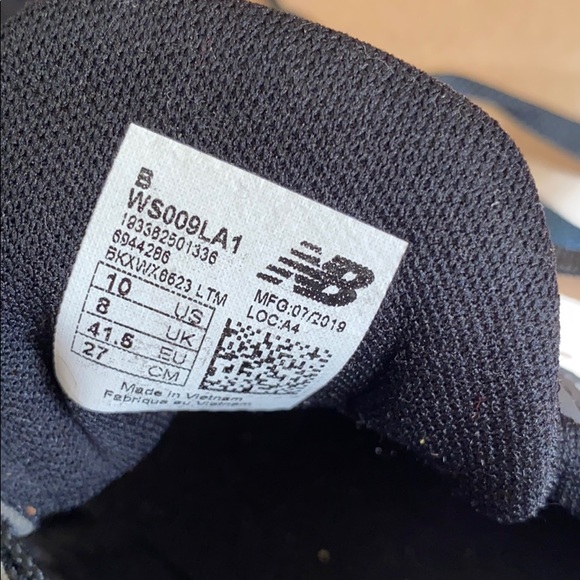 B
WS009LA1
193362501336
6944286
BKXWX6623 LTM
10 US
8 UK
41.5 EU
27 CM
NB
MFG:07/2019
LOC:A4
Made in Vietnam
Fabrique au Vietnam